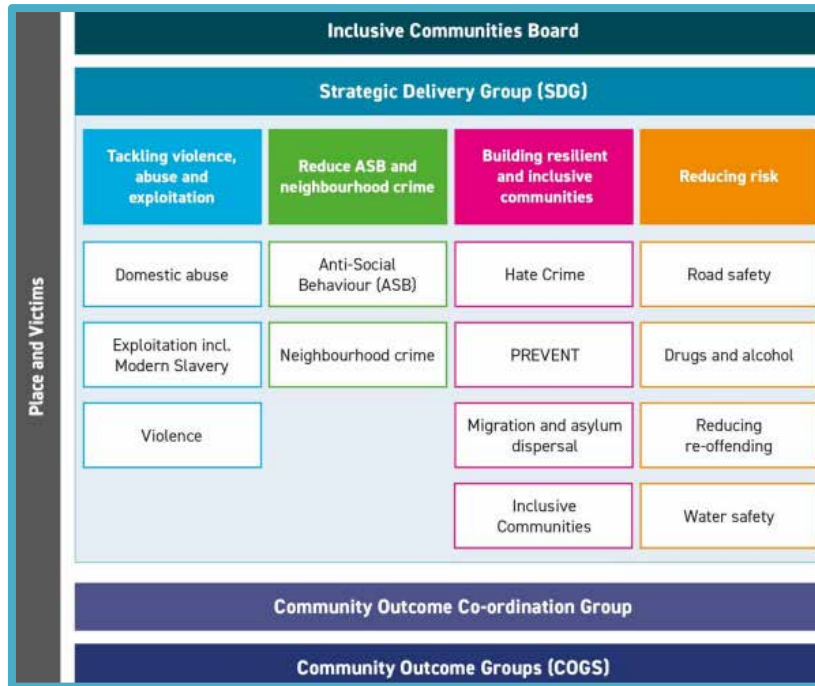 Inclusive Communities Board
Strategic Delivery Group (SDG)
Place and Victims
Tackling violence,
abuse and
exploitation
Domestic abuse
Exploitation incl.
Modern Slavery
Violence
Reduce ASB and
neighbourhood crime
Anti-Social
Behaviour (ASB)
Neighbourhood crime
Building resilient
and inclusive
communities
Hate Crime
PREVENT
Migration and asylum
dispersal
Inclusive
Communities
Reducing risk
Road safety
Drugs and alcohol
Reducing
re-offending
Water safety
Community Outcome Co-ordination Group
Community Outcome Groups (COGS)